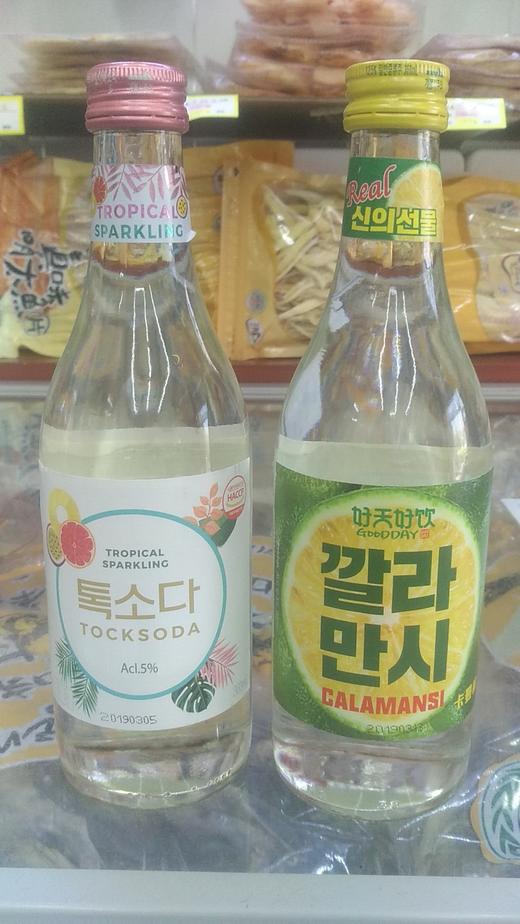 TROPICAL
SPARKLING
HACCP
TROPICAL
SPARKLING
톡소다
TOCKSODA
Acl.5%
20190305
Real
신의선물
好天好饮
GOODDAY
깔라
만시
CALAMANSI